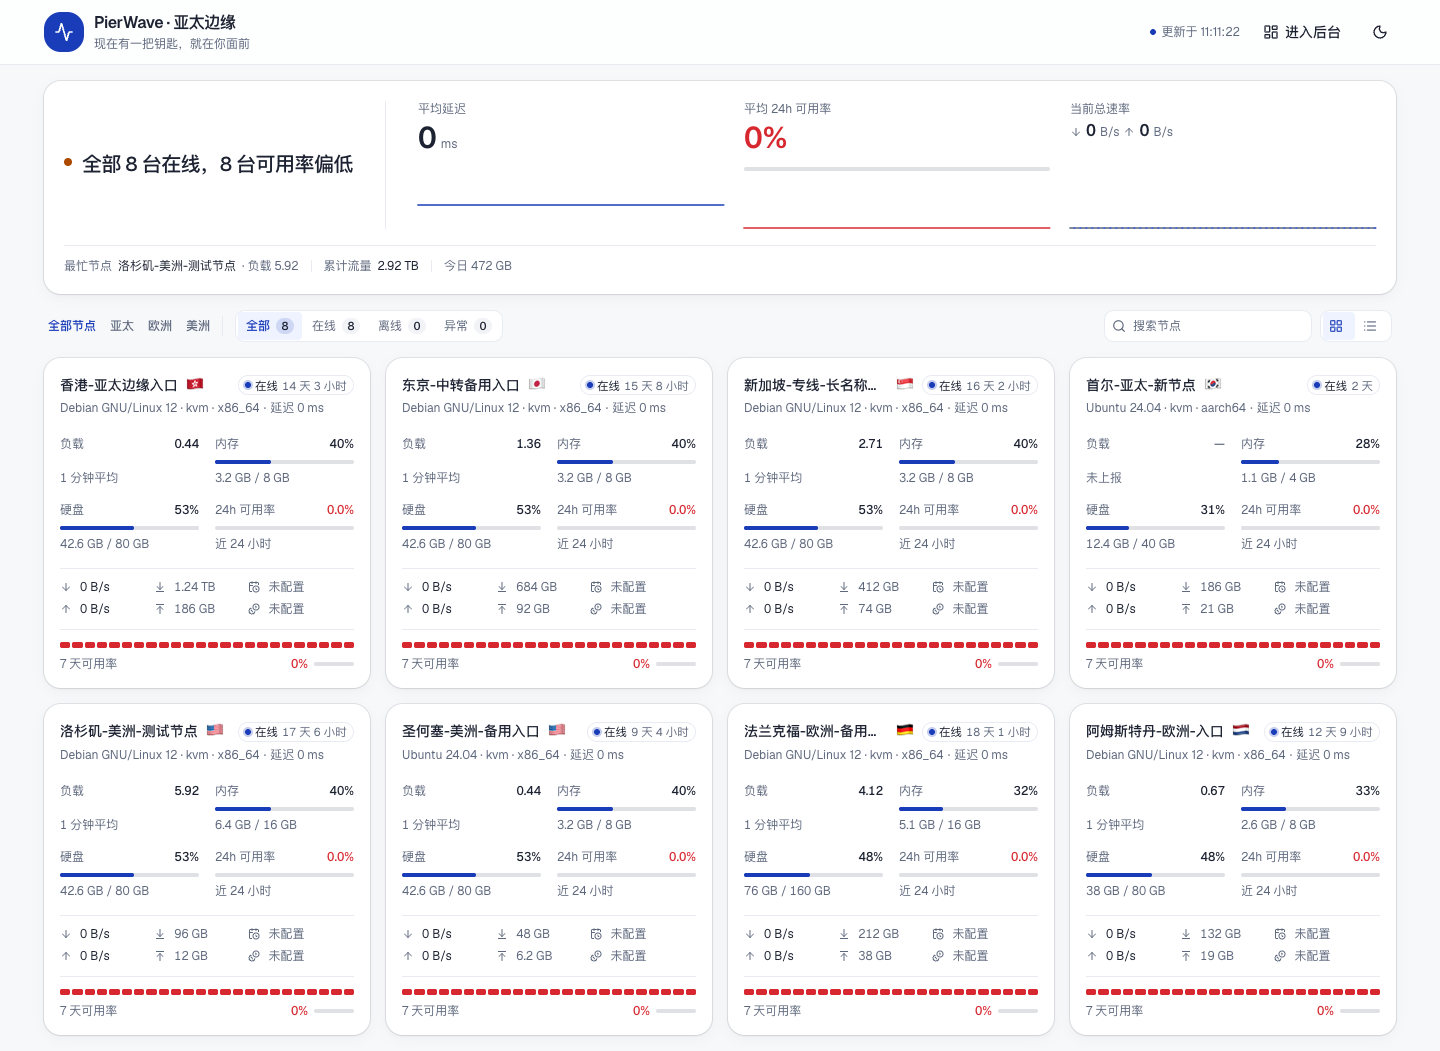 PierWave · 亚太边缘
现在有一把钥匙，就在你面前
更新于 11:11:22
进入后台
全部 8 台在线，8 台可用率偏低
平均延迟
0 ms
平均 24h 可用率
0%
当前总速率
↓ 0 B/s ↑ 0 B/s
最忙节点 洛杉矶-美洲-测试节点 · 负载 5.92 累计流量 2.92 TB 今日 472 GB
全部节点 亚太 欧洲 美洲 全部 8 在线 8 离线 0 异常 0 搜索节点
香港-亚太边缘入口 在线 14 天 3 小时
Debian GNU/Linux 12 · kvm · x86_64 · 延迟 0 ms
负载 0.44 内存 40%
1 分钟平均 3.2 GB / 8 GB
硬盘 53% 24h 可用率 0.0%
42.6 GB / 80 GB 近 24 小时
↓ 0 B/s 1.24 TB 未配置
↑ 0 B/s 186 GB 未配置
7 天可用率 0%
东京-中转备用入口 在线 15 天 8 小时
Debian GNU/Linux 12 · kvm · x86_64 · 延迟 0 ms
负载 1.36 内存 40%
1 分钟平均 3.2 GB / 8 GB
硬盘 53% 24h 可用率 0.0%
42.6 GB / 80 GB 近 24 小时
↓ 0 B/s 684 GB 未配置
↑ 0 B/s 92 GB 未配置
7 天可用率 0%
新加坡-专线-长名称... 在线 16 天 2 小时
Debian GNU/Linux 12 · kvm · x86_64 · 延迟 0 ms
负载 2.71 内存 40%
1 分钟平均 3.2 GB / 8 GB
硬盘 53% 24h 可用率 0.0%
42.6 GB / 80 GB 近 24 小时
↓ 0 B/s 412 GB 未配置
↑ 0 B/s 74 GB 未配置
7 天可用率 0%
首尔-亚太-新节点 在线 2 天
Ubuntu 24.04 · kvm · aarch64 · 延迟 0 ms
负载 — 内存 28%
未上报 1.1 GB / 4 GB
硬盘 31% 24h 可用率 0.0%
12.4 GB / 40 GB 近 24 小时
↓ 0 B/s 186 GB 未配置
↑ 0 B/s 21 GB 未配置
7 天可用率 0%
洛杉矶-美洲-测试节点 在线 17 天 6 小时
Debian GNU/Linux 12 · kvm · x86_64 · 延迟 0 ms
负载 5.92 内存 40%
1 分钟平均 6.4 GB / 16 GB
硬盘 53% 24h 可用率 0.0%
42.6 GB / 80 GB 近 24 小时
↓ 0 B/s 96 GB 未配置
↑ 0 B/s 12 GB 未配置
7 天可用率 0%
圣何塞-美洲-备用入口 在线 9 天 4 小时
Ubuntu 24.04 · kvm · x86_64 · 延迟 0 ms
负载 0.44 内存 40%
1 分钟平均 3.2 GB / 8 GB
硬盘 53% 24h 可用率 0.0%
42.6 GB / 80 GB 近 24 小时
↓ 0 B/s 48 GB 未配置
↑ 0 B/s 6.2 GB 未配置
7 天可用率 0%
法兰克福-欧洲-备用... 在线 18 天 1 小时
Debian GNU/Linux 12 · kvm · x86_64 · 延迟 0 ms
负载 4.12 内存 32%
1 分钟平均 5.1 GB / 16 GB
硬盘 48% 24h 可用率 0.0%
76 GB / 160 GB 近 24 小时
↓ 0 B/s 212 GB 未配置
↑ 0 B/s 38 GB 未配置
7 天可用率 0%
阿姆斯特丹-欧洲-入口 在线 12 天 9 小时
Debian GNU/Linux 12 · kvm · x86_64 · 延迟 0 ms
负载 0.67 内存 33%
1 分钟平均 2.6 GB / 8 GB
硬盘 48% 24h 可用率 0.0%
38 GB / 80 GB 近 24 小时
↓ 0 B/s 132 GB 未配置
↑ 0 B/s 19 GB 未配置
7 天可用率 0%